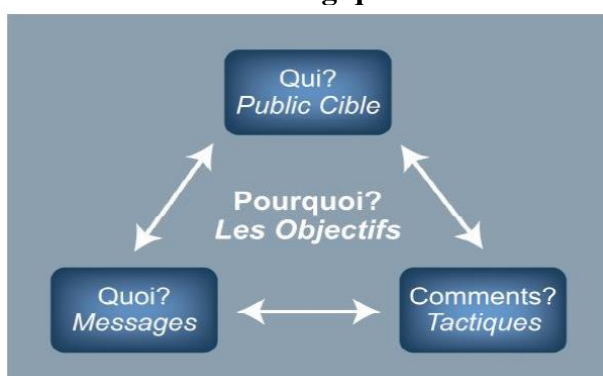 Qui?
Public Cible
Pourquoi?
Les Objectifs
Quoi?
Messages
Comments?
Tactiques